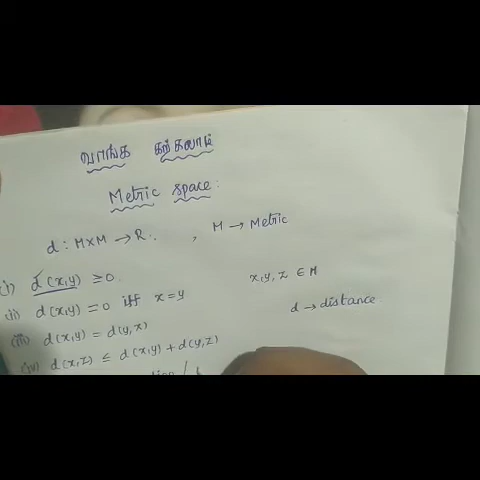 வாங்க கற்கலாம்
Metric space:
d : M×M → R. , M → Metric
(i) d(x,y) ≥ 0 x,y,z ∈ M
(ii) d(x,y) = 0 iff x = y d → distance
(iii) d(x,y) = d(y,x)
(iv) d(x,z) ≤ d(x,y) + d(y,z)